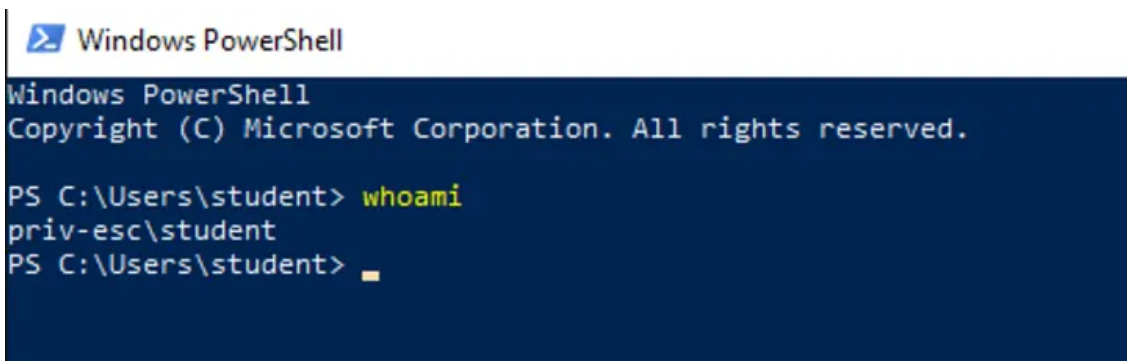 Windows PowerShell
Windows PowerShell
Copyright (C) Microsoft Corporation. All rights reserved.
PS C:\Users\student> whoami
priv-esc\student
PS C:\Users\student>